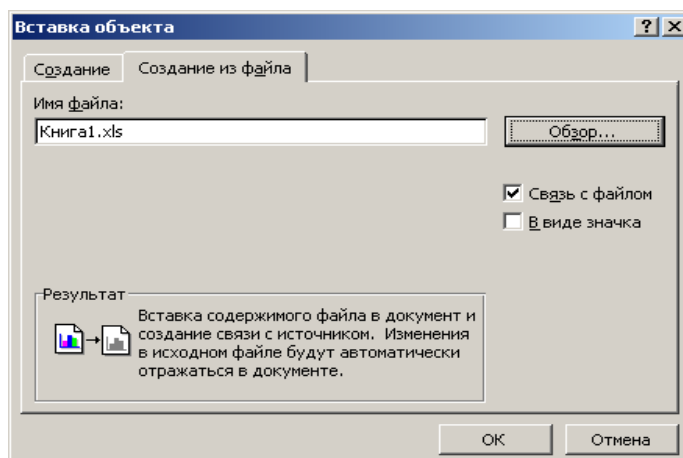 Вставка объекта
Создание
Создание из файла
Имя файла:
Книга1.xls
Обзор...
Связь с файлом
В виде значка
Результат
Вставка содержимого файла в документ и
создание связи с источником. Изменения
в исходном файле будут автоматически
отражаться в документе.
ОК
Отмена